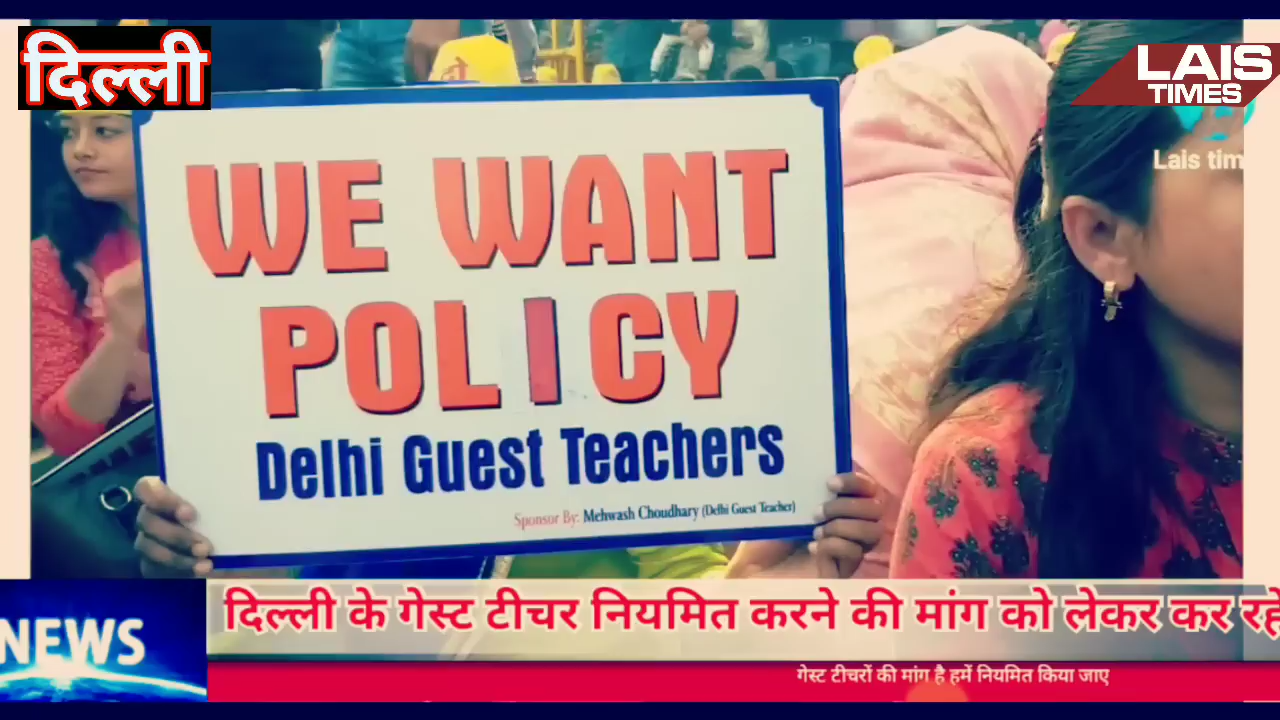 दिल्ली
LAIS
TIMES
Lais tim
WE WANT
POLICY
Delhi Guest Teachers
Sponsor By: Mehwash Choudhary (Delhi Guest Teacher)
NEWS
दिल्ली के गेस्ट टीचर नियमित करने की मांग को लेकर कर रहे
गेस्ट टीचरों की मांग है हमें नियमित किया जाए